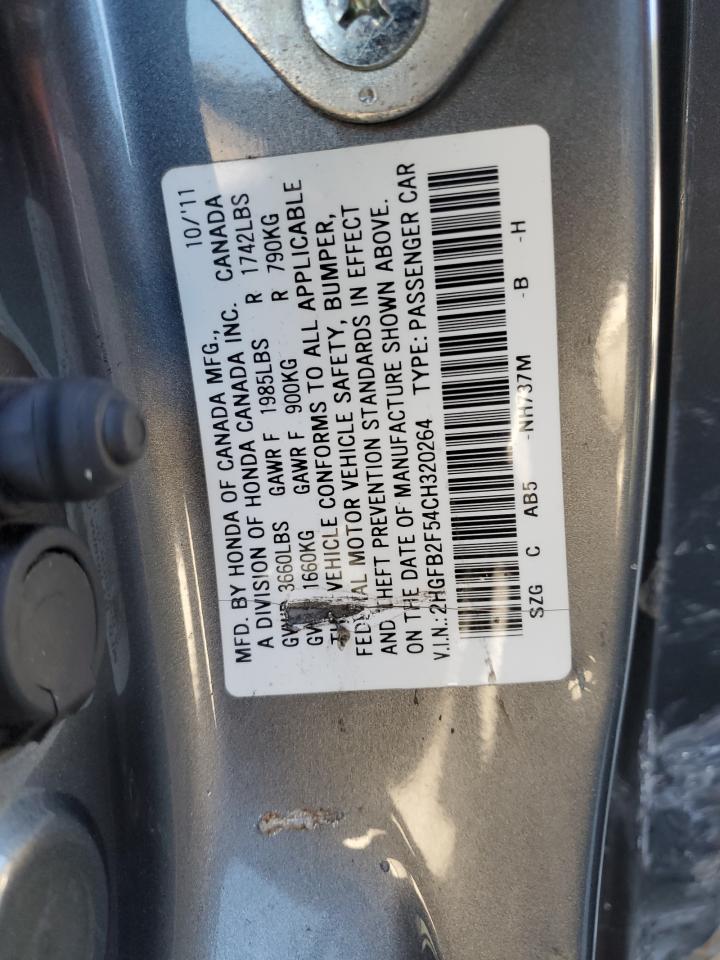 MFD. BY HONDA OF CANADA MFG., 10/'11
A DIVISION OF HONDA CANADA INC. CANADA
3660LBS GAWR F 1985LBS R 1742LBS
1660KG GAWR F 900KG R 790KG
VEHICLE CONFORMS TO ALL APPLICABLE
MOTOR VEHICLE SAFETY, BUMPER,
AND THEFT PREVENTION STANDARDS IN EFFECT
ON THE DATE OF MANUFACTURE SHOWN ABOVE.
V.I.N.: 2HGFB2F54CH320264 TYPE: PASSENGER CAR
SZG C AB5 -NH737M -B -H